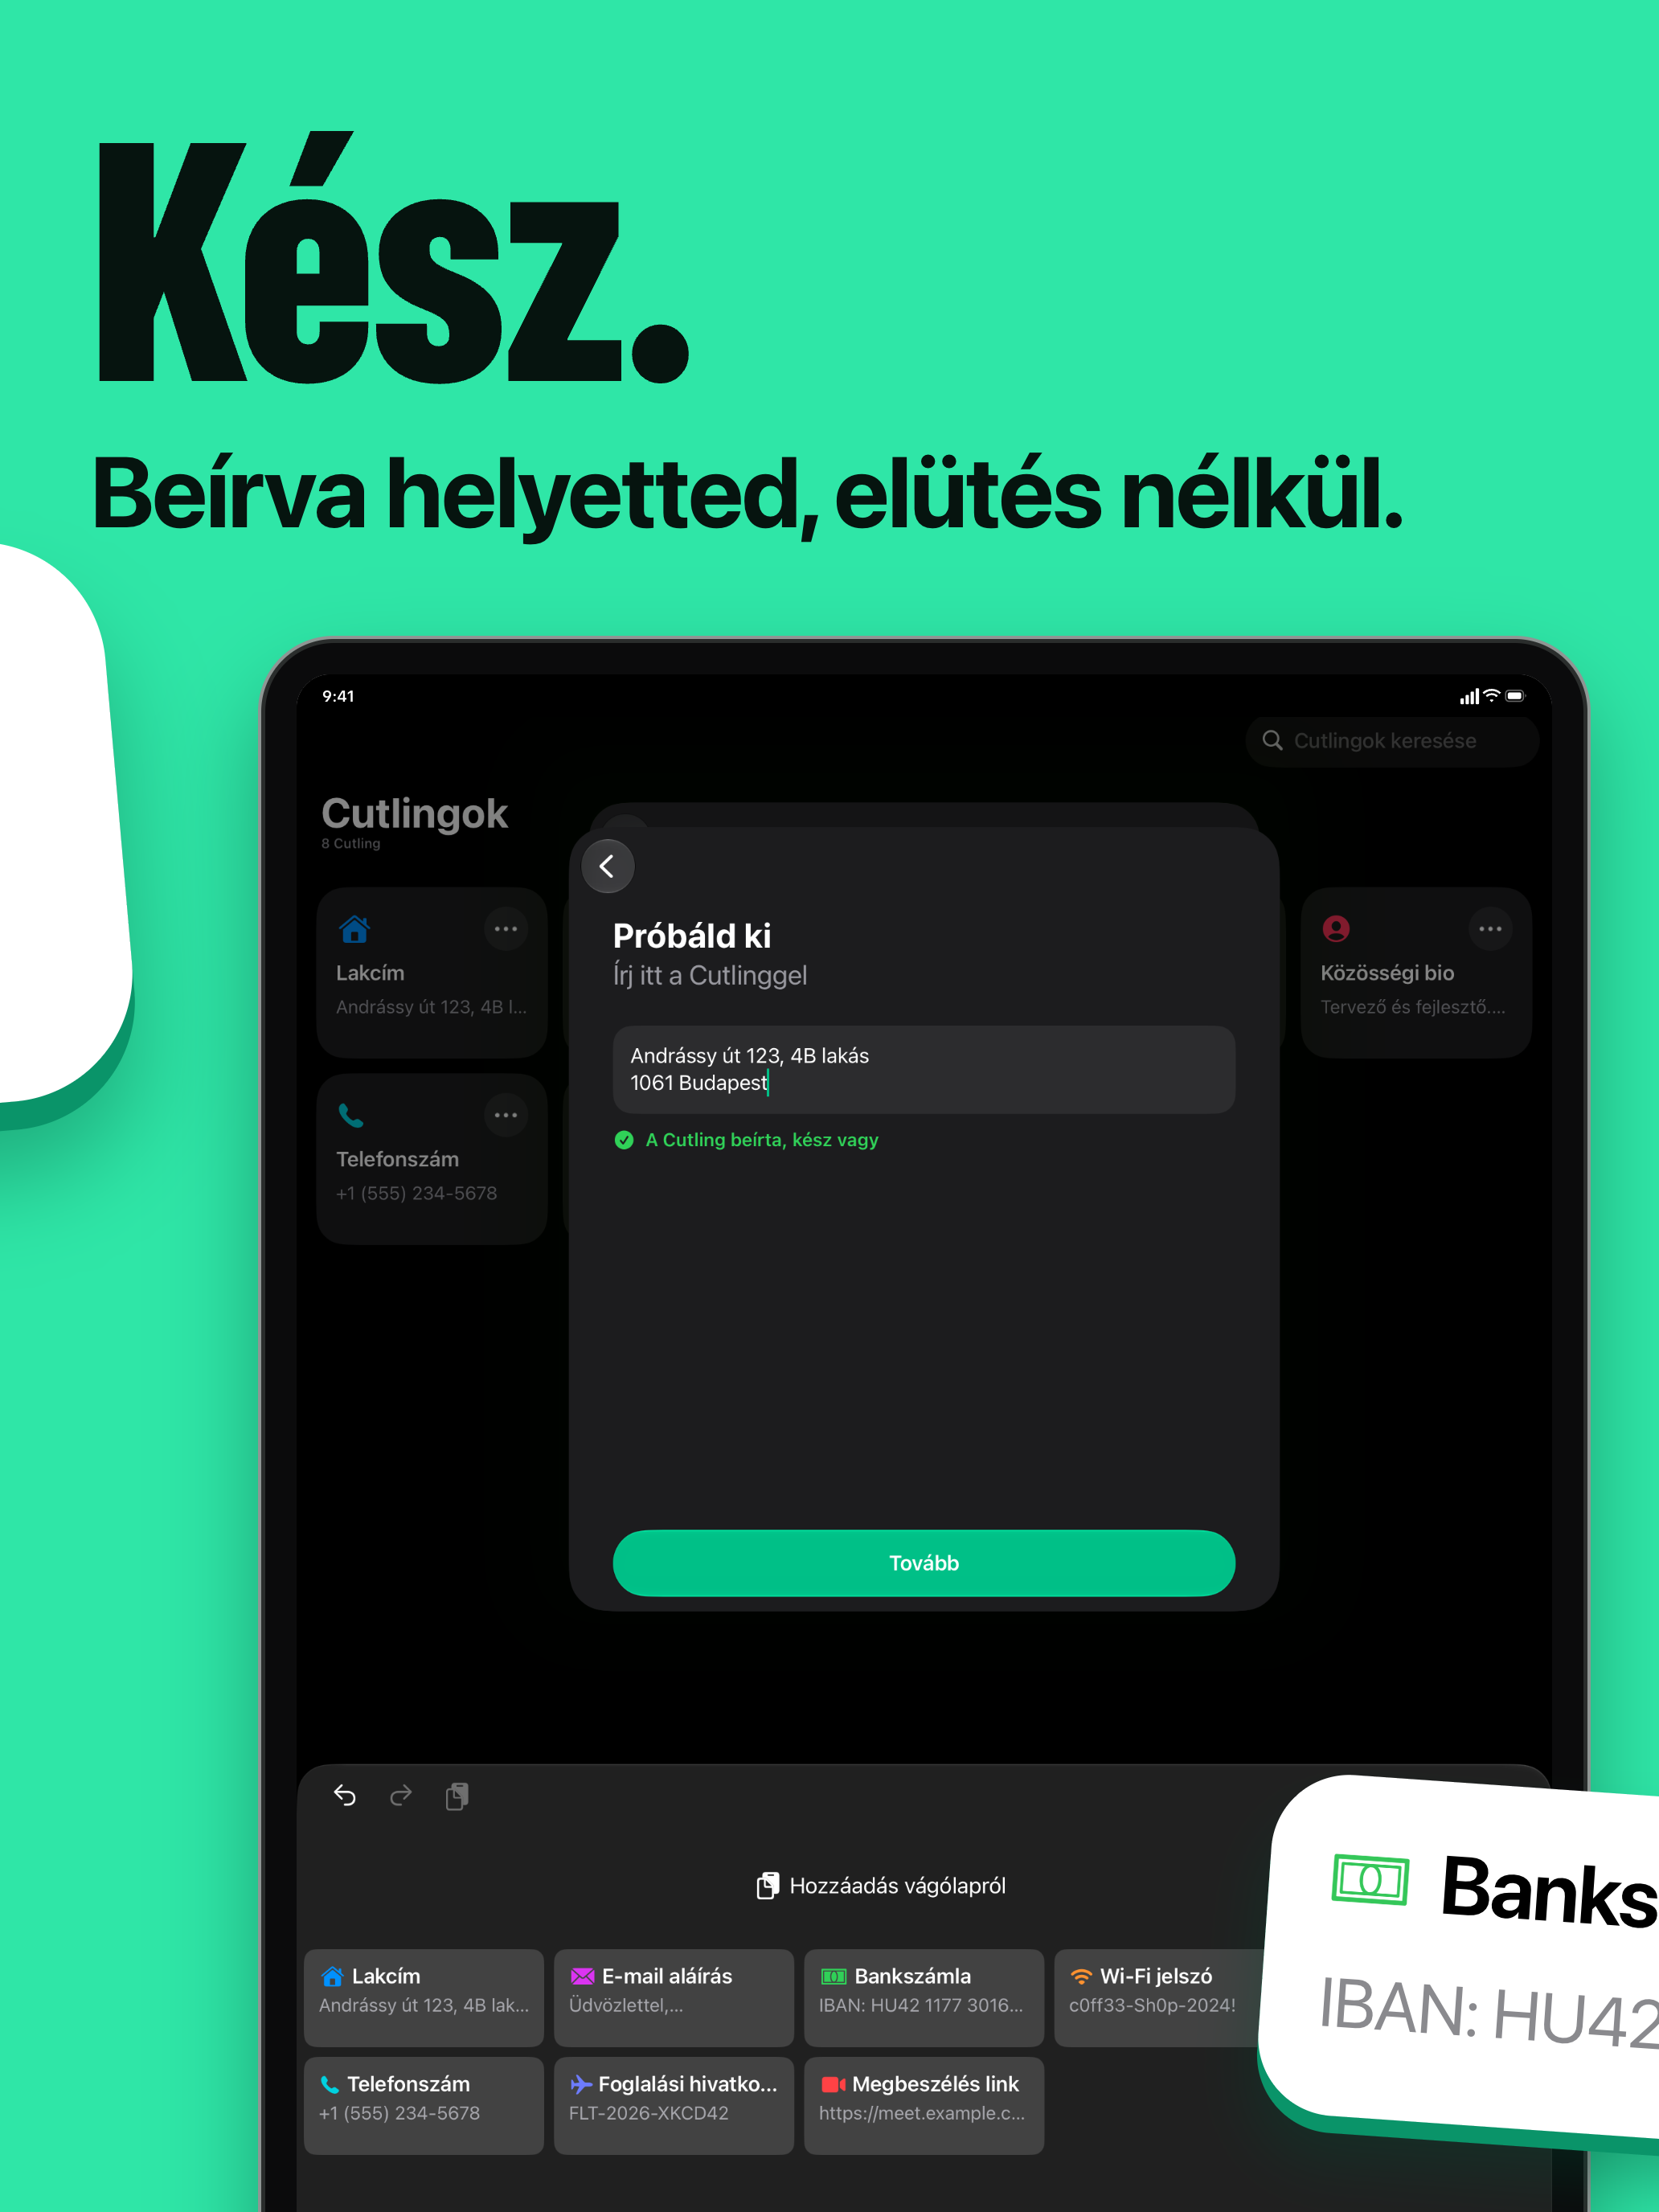 Kész.
Beírva helyetted, elütés nélkül.
9:41
Cutlingok keresése
Cutlingok
8 Cutling
Lakcím
Andrássy út 123, 4B l...
Telefonszám
+1 (555) 234-5678
Próbáld ki
Írj itt a Cutlinggel
Andrássy út 123, 4B lakás
1061 Budapest
A Cutling beírta, kész vagy
Tovább
Közösségi bio
Tervező és fejlesztő....
Hozzáadás vágólapról
Lakcím
Andrássy út 123, 4B lak...
E-mail aláírás
Üdvözlettel,...
Bankszámla
IBAN: HU42 1177 3016...
Wi-Fi jelszó
c0ff33-Sh0p-2024!
Telefonszám
+1 (555) 234-5678
Foglalási hivatko...
FLT-2026-XKCD42
Megbeszélés link
https://meet.example.c...
Banks
IBAN: HU42